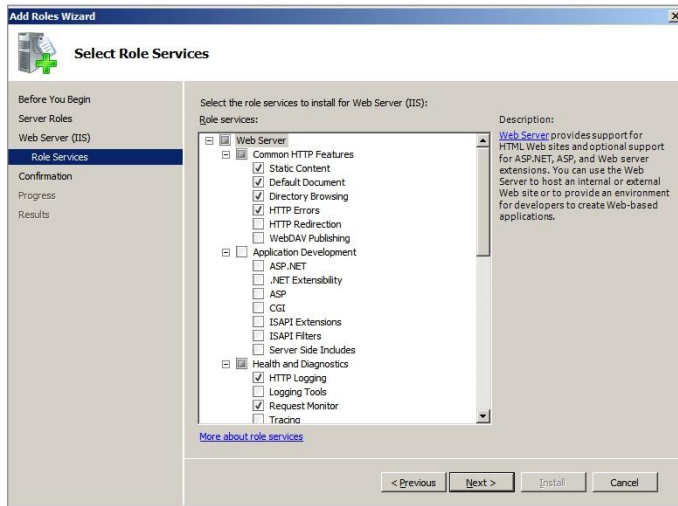 Add Roles Wizard
Select Role Services
Before You Begin
Server Roles
Web Server (IIS)
Role Services
Confirmation
Progress
Results
Select the role services to install for Web Server (IIS):
Role services:
Web Server
Common HTTP Features
Static Content
Default Document
Directory Browsing
HTTP Errors
HTTP Redirection
WebDAV Publishing
Application Development
ASP.NET
.NET Extensibility
ASP
CGI
ISAPI Extensions
ISAPI Filters
Server Side Includes
Health and Diagnostics
HTTP Logging
Logging Tools
Request Monitor
Tracing
More about role services
Description:
Web Server provides support for
HTML Web sites and optional support
for ASP.NET, ASP, and Web server
extensions. You can use the Web
Server to host an internal or external
Web site or to provide an environment
for developers to create Web-based
applications.
< Previous
Next >
Install
Cancel